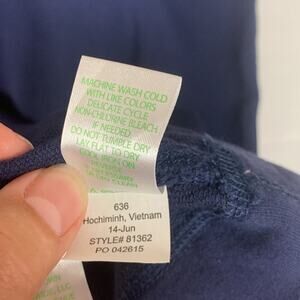 MACHINE WASH COLD
WITH LIKE COLORS
DELICATE CYCLE
NON-CHLORINE BLEACH
IF NEEDED
DO NOT TUMBLE DRY
LAY FLAT TO DRY
COOL IRON ON
636
Hochiminh, Vietnam
14-Jun
STYLE# 81362
PO 042615